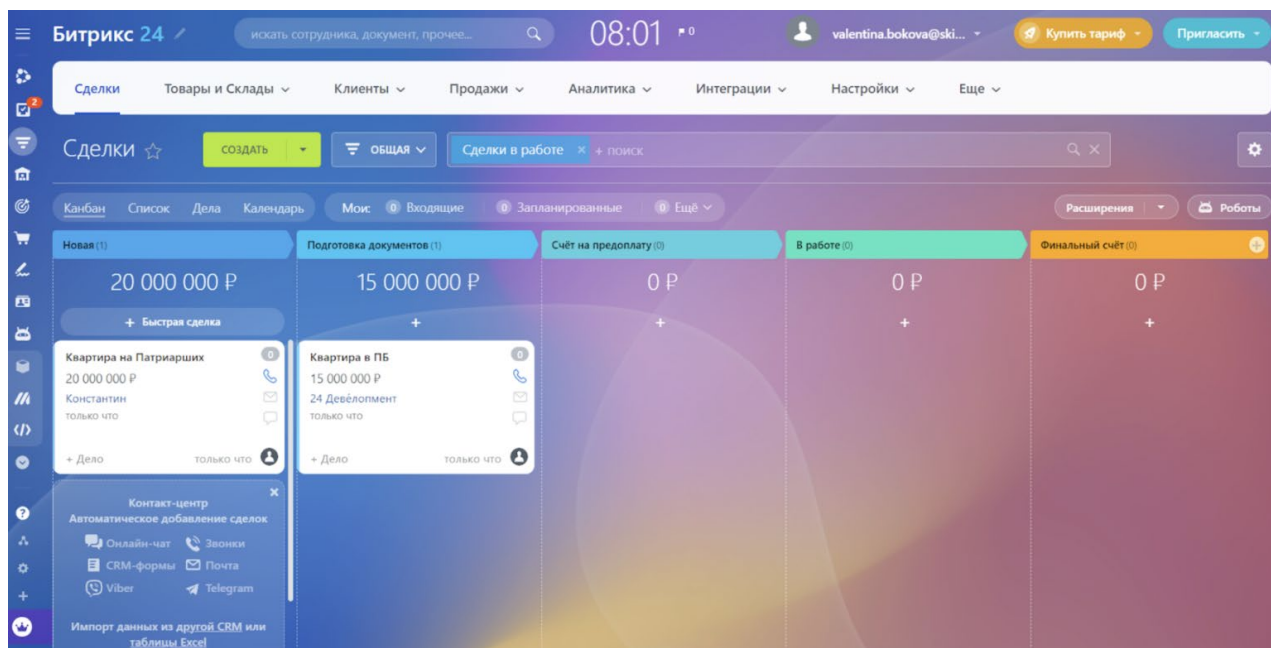 Битрикс 24
искать сотрудника, документ, прочее...
08:01
0
valentina.bokova@ski...
Купить тариф
Пригласить
2
Сделки
Товары и Склады
Клиенты
Продажи
Аналитика
Интеграции
Настройки
Еще
Сделки
СОЗДАТЬ
ОБЩАЯ
Сделки в работе ×
+ поиск
Канбан
Список
Дела
Календарь
Мои:
0 Входящие
0 Запланированные
0 Ещё
Расширения
Роботы
Новая (1)
Подготовка документов (1)
Счёт на предоплату (0)
В работе (0)
Финальный счёт (0)
20 000 000 ₽
15 000 000 ₽
0 ₽
0 ₽
0 ₽
+ Быстрая сделка
+
+
+
+
Квартира на Патриарших
0
20 000 000 ₽
Константин
только что
+ Дело
только что
Квартира в ПБ
0
15 000 000 ₽
24 Девелопмент
только что
+ Дело
только что
Контакт-центр
Автоматическое добавление сделок
Онлайн-чат
Звонки
CRM-формы
Почта
Viber
Telegram
Импорт данных из другой CRM или
таблицы Excel